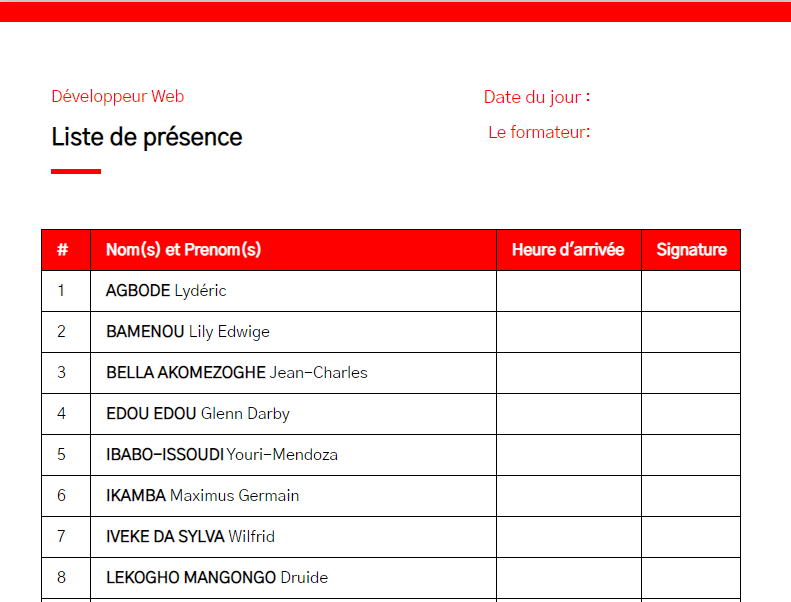 Développeur Web
Date du jour :
Liste de présence
Le formateur:
# Nom(s) et Prenom(s) Heure d'arrivée Signature
1 AGBODE Lydéric
2 BAMENOU Lily Edwige
3 BELLA AKOMEZOGHE Jean-Charles
4 EDOU EDOU Glenn Darby
5 IBABO-ISSOUDI Youri-Mendoza
6 IKAMBA Maximus Germain
7 IVEKE DA SYLVA Wilfrid
8 LEKOGHO MANGONGO Druide